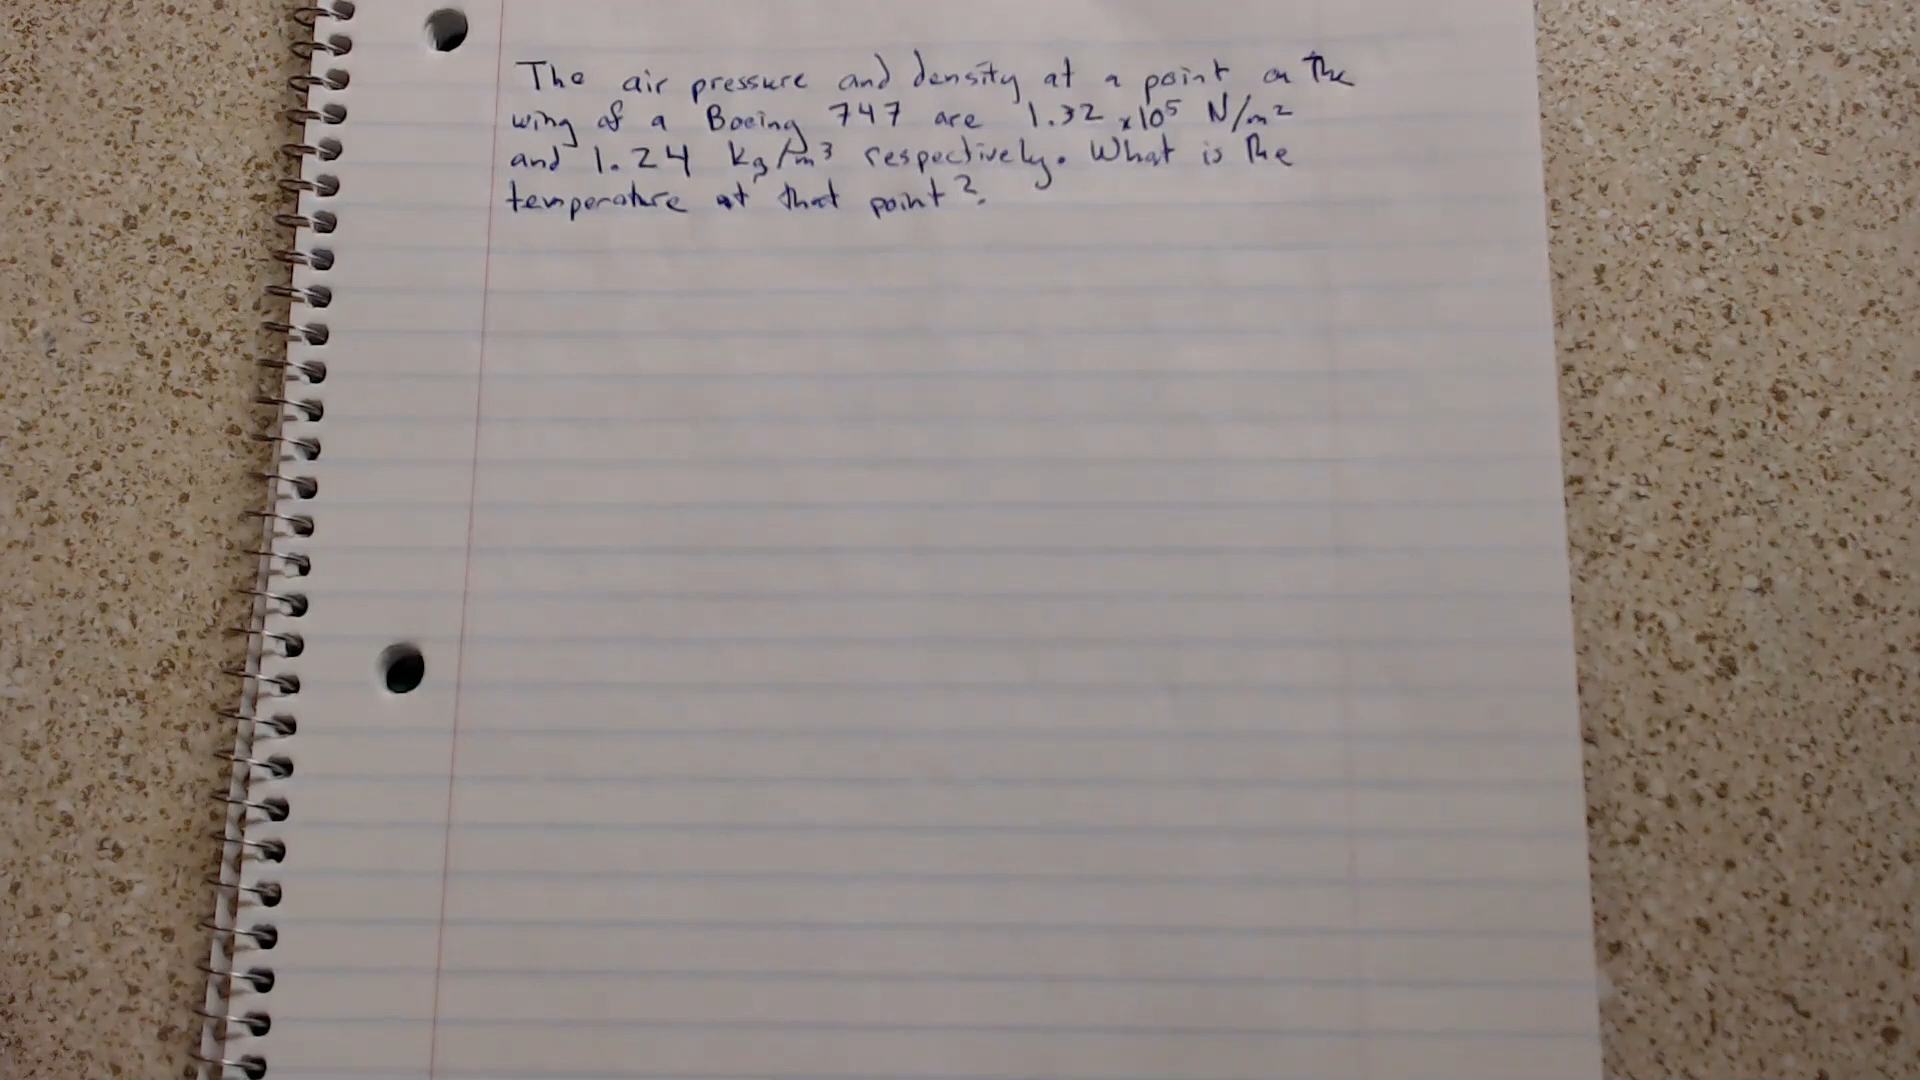 The air pressure and density at a point on the
wing of a Boeing 747 are 1.32 x10⁵ N/m²
and 1.24 kg/m³ respectively. What is the
temperature at that point?